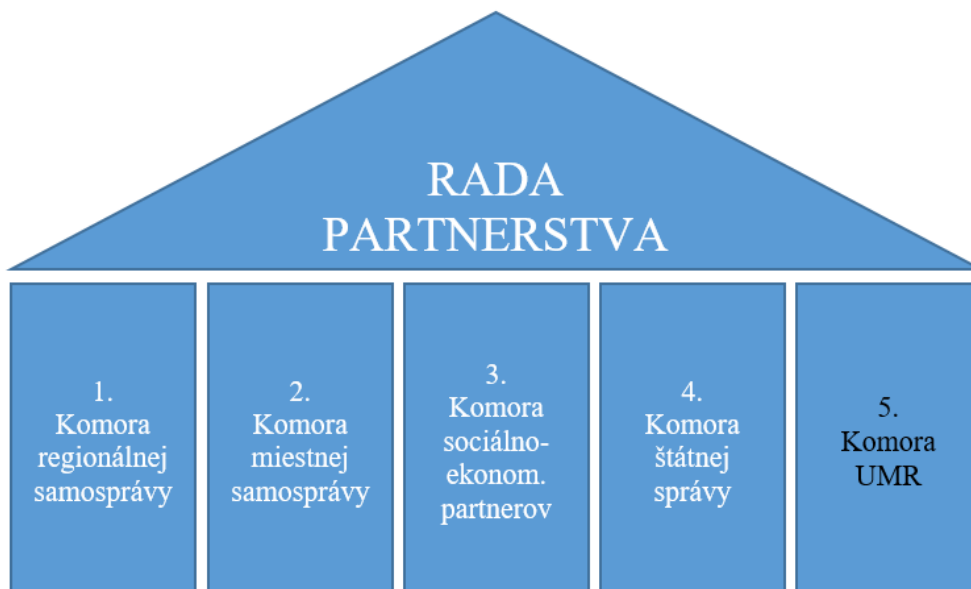 RADA
PARTNERSTVA
1.
Komora
regionálnej
samosprávy
2.
Komora
miestnej
samosprávy
3.
Komora
sociálno-
ekonom.
partnerov
4.
Komora
štátnej
správy
5.
Komora
UMR